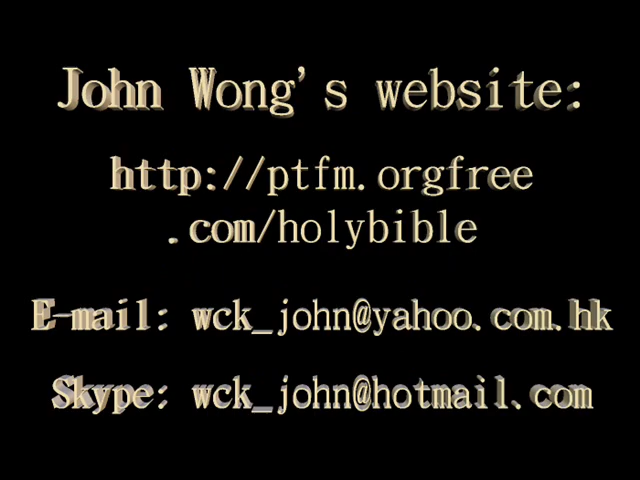 John Wong's website:
http://ptfm.orgfree
.com/holybible
E-mail: wck_john@yahoo.com.hk
Skype: wck_john@hotmail.com